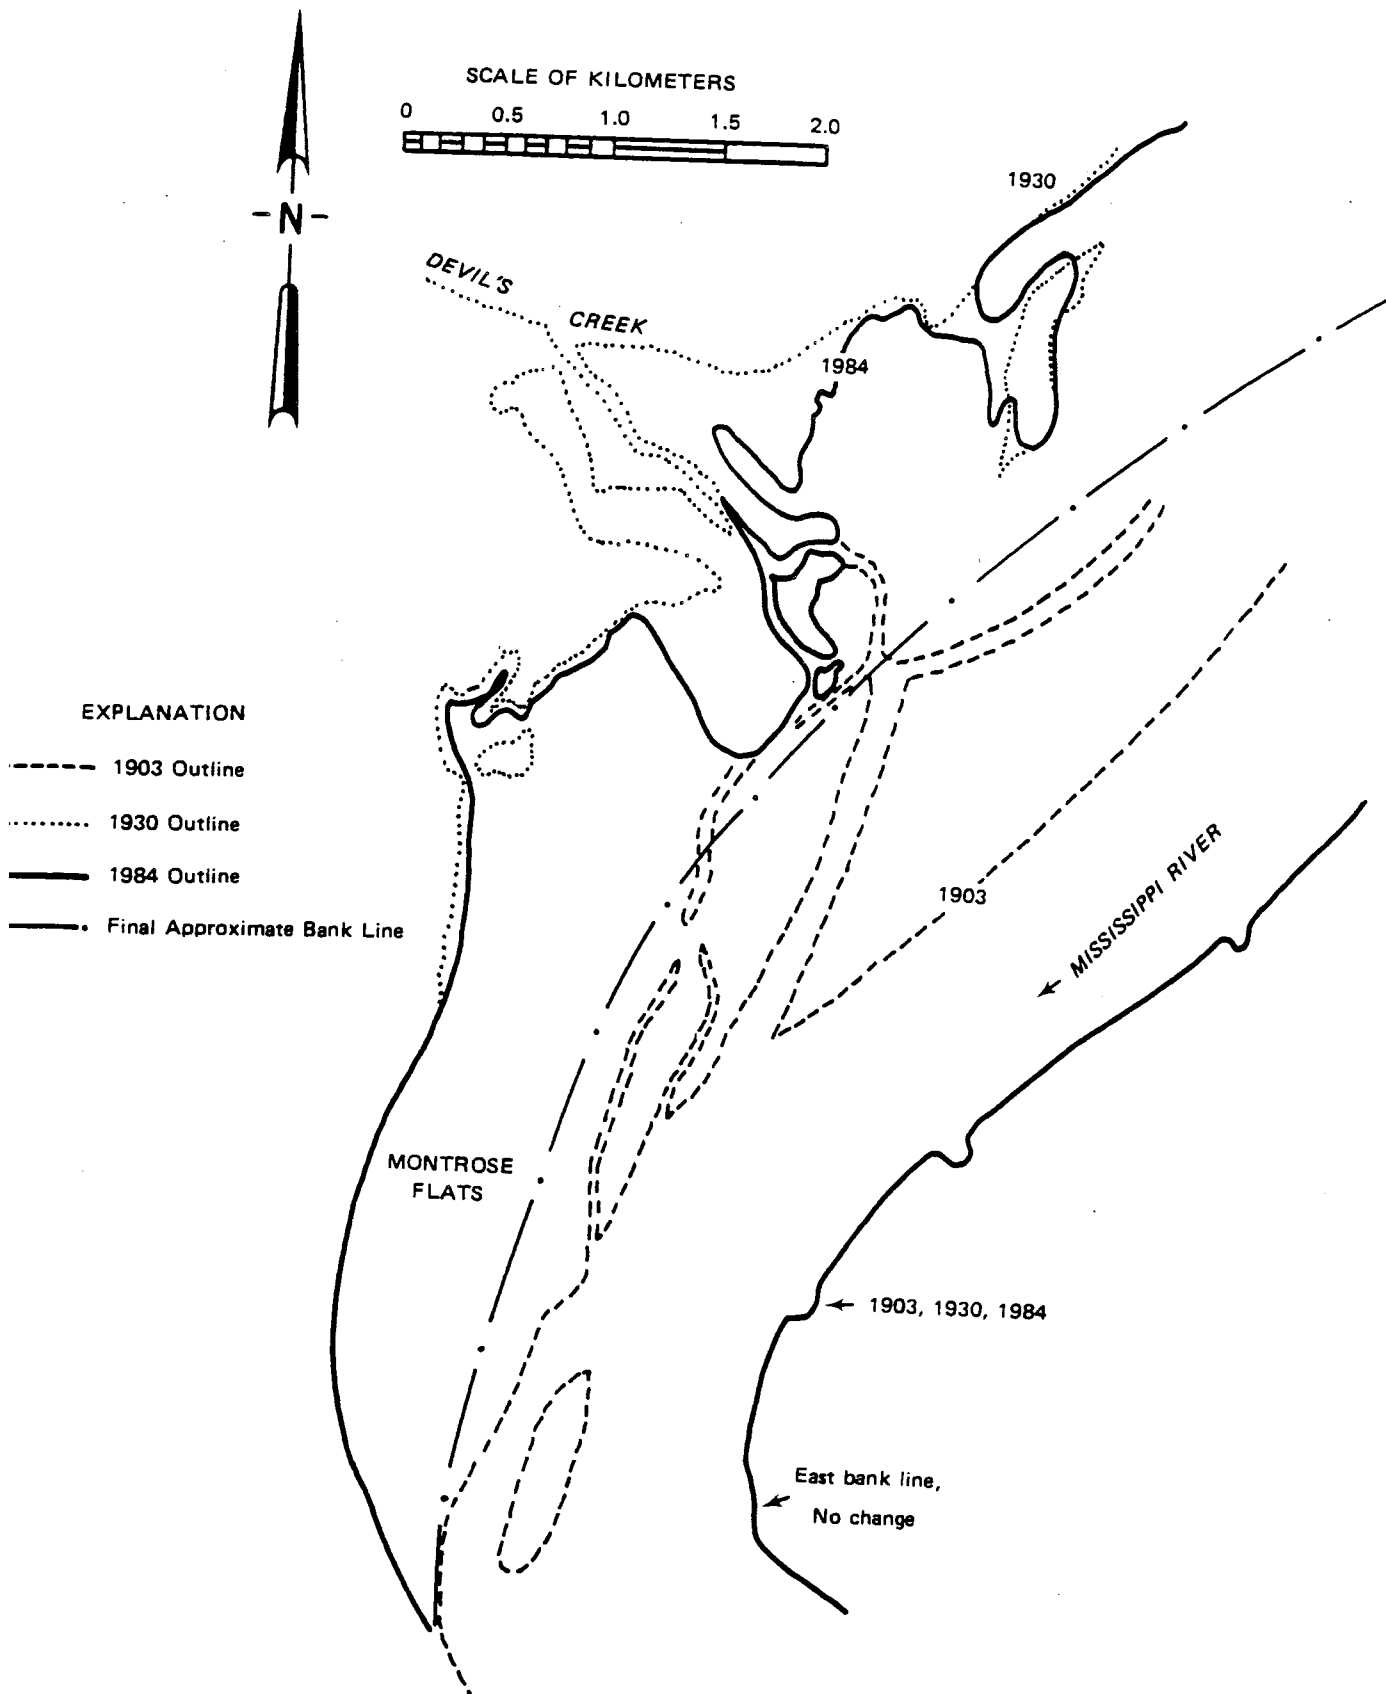 SCALE OF KILOMETERS
0 0.5 1.0 1.5 2.0
N
1930
DEVIL'S
CREEK
1984
EXPLANATION
1903 Outline
1930 Outline
1984 Outline
Final Approximate Bank Line
1903
MISSISSIPPI RIVER
MONTROSE
FLATS
1903, 1930, 1984
East bank line,
No change